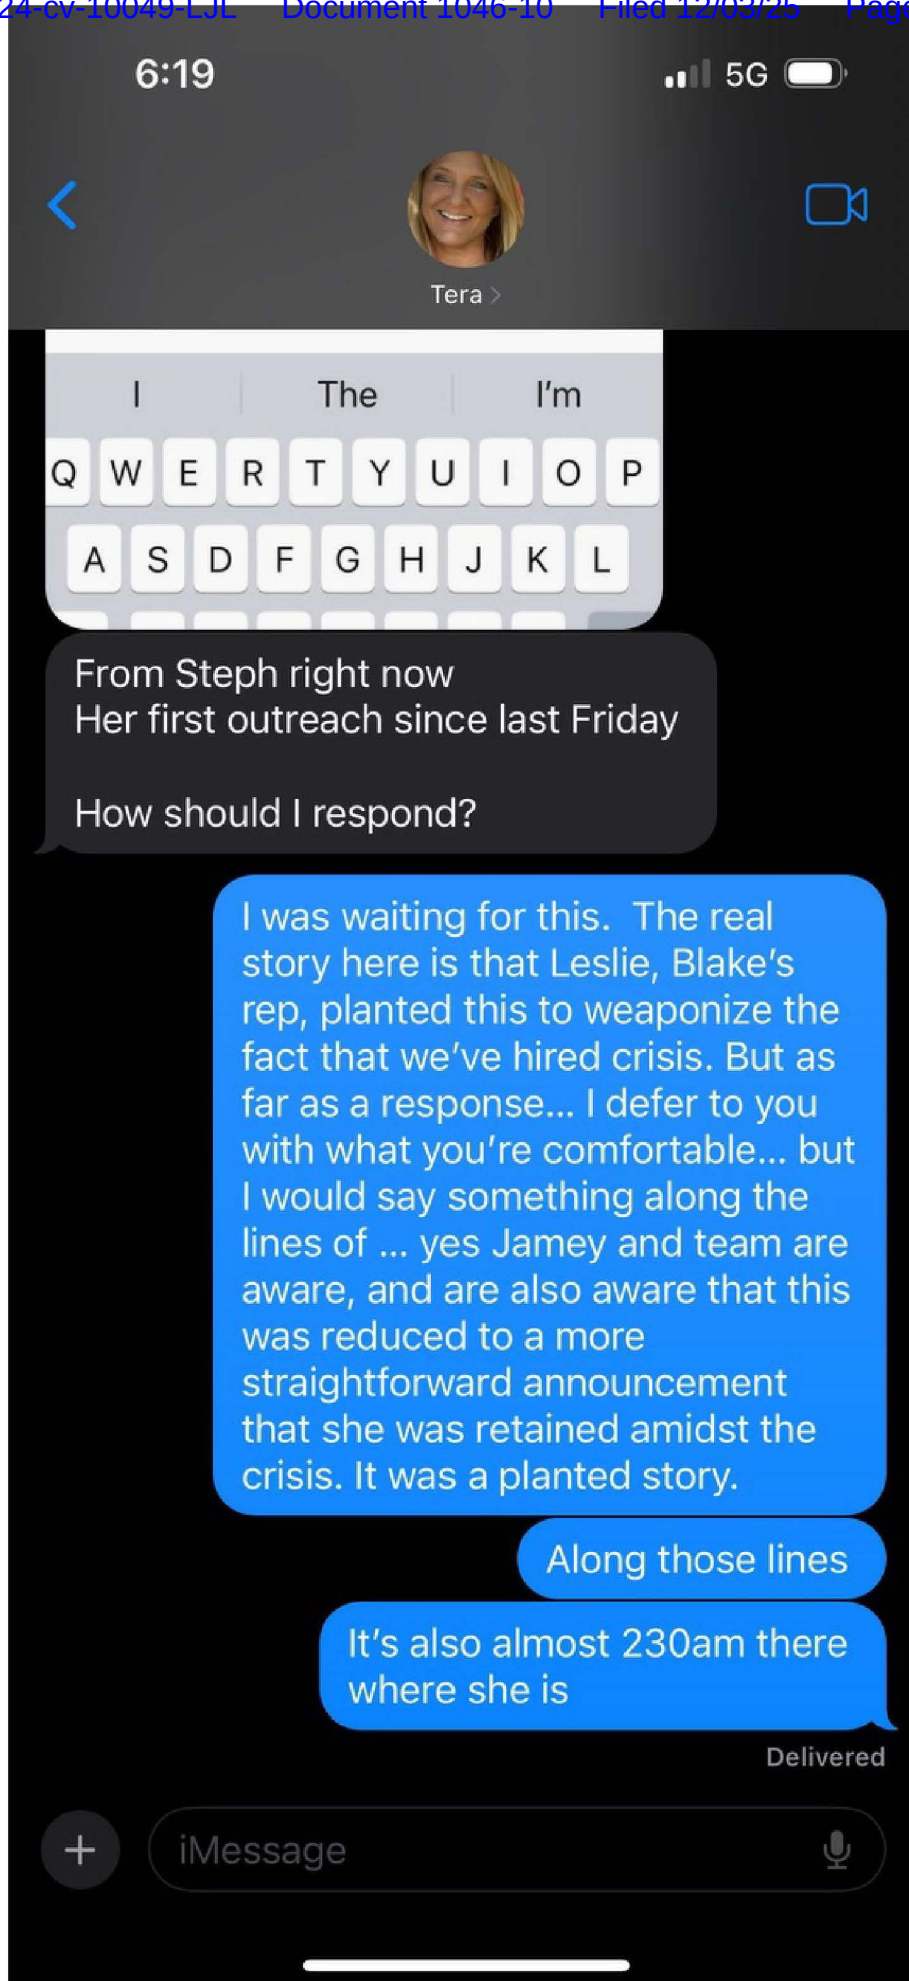 24-cv-10049-LJL Document 1046-10 Filed 12/03/25 Page
6:19 5G
Tera
I The I'm
Q W E R T Y U I O P
A S D F G H J K L
From Steph right now
Her first outreach since last Friday
How should I respond?
I was waiting for this.  The real
story here is that Leslie, Blake's
rep, planted this to weaponize the
fact that we've hired crisis. But as
far as a response... I defer to you
with what you're comfortable... but
I would say something along the
lines of ... yes Jamey and team are
aware, and are also aware that this
was reduced to a more
straightforward announcement
that she was retained amidst the
crisis. It was a planted story.
Along those lines
It's also almost 230am there
where she is
Delivered
iMessage